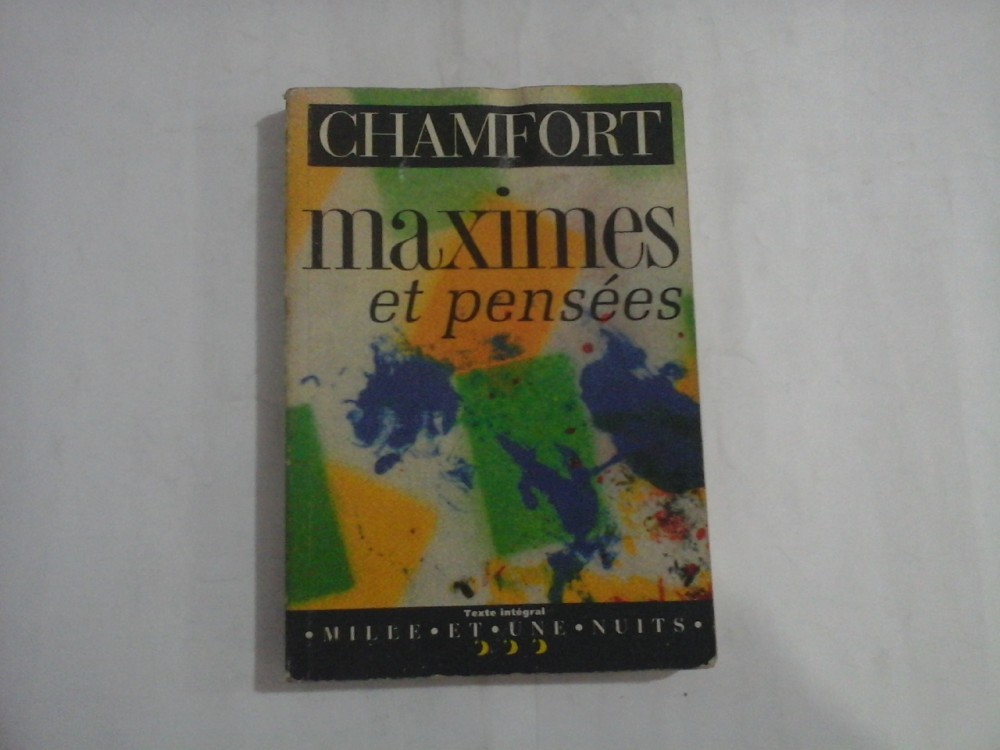 CHAMFORT
maximes
et pensées
Texte intégral
• MILLE • ET • UNE • NUITS •